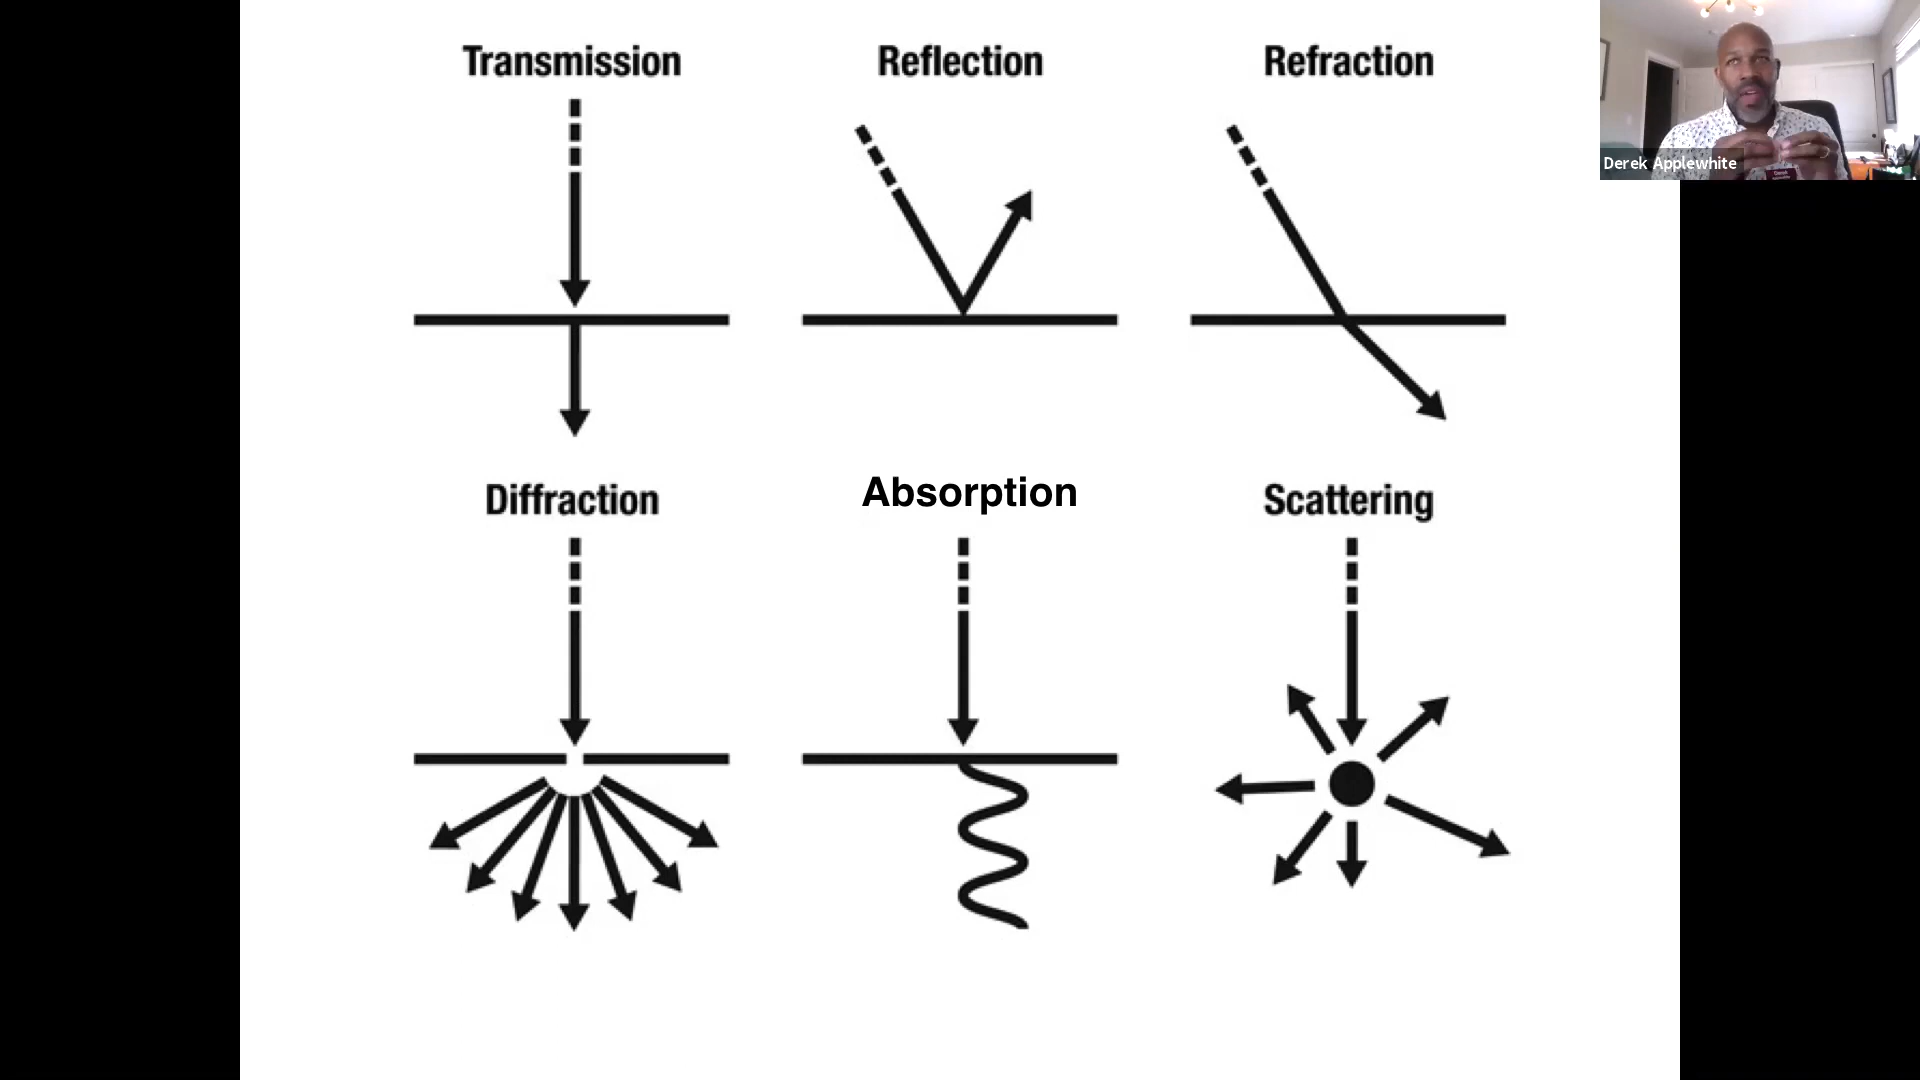 Transmission
Reflection
Refraction
Derek Applewhite
Diffraction
Absorption
Scattering